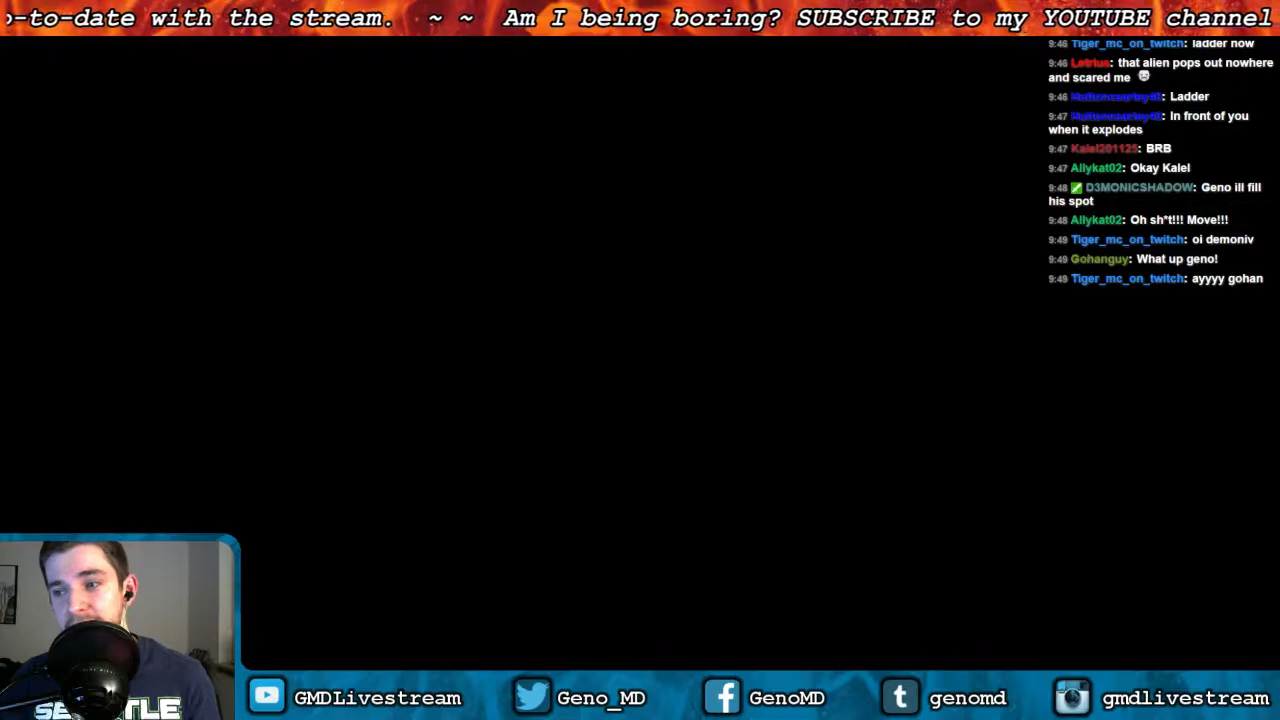 -to-date with the stream. ~ ~ Am I being boring? SUBSCRIBE to my YOUTUBE channel
9:46 Tiger_mc_on_twitch: ladder now
9:46 Letrius: that alien pops out nowhere
and scared me
9:46 : Ladder
9:47 : In front of you
when it explodes
9:47 Kalel201125: BRB
9:47 Allykat02: Okay Kalel
9:48 D3MONICSHADOW: Geno ill fill
his spot
9:48 Allykat02: Oh sh*t!!! Move!!!
9:49 Tiger_mc_on_twitch: oi demoniv
9:49 Gohanguy: What up geno!
9:49 Tiger_mc_on_twitch: ayyyy gohan
GMDLivestream Geno_MD GenoMD genomd gmdlivestream